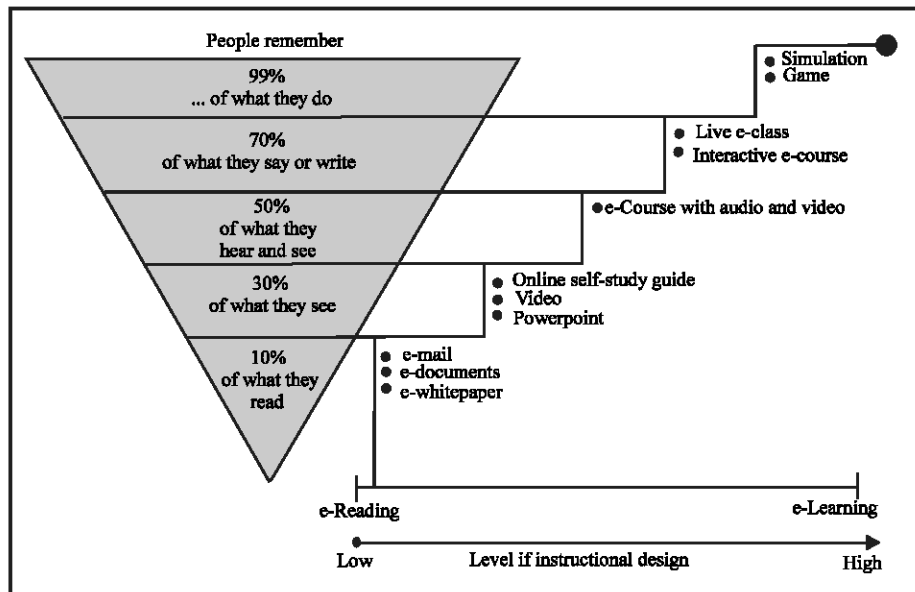 People remember
99%
... of what they do
70%
of what they say or write
50%
of what they
hear and see
30%
of what they see
10%
of what they
read
Simulation
Game
Live e-class
Interactive e-course
e-Course with audio and video
Online self-study guide
Video
Powerpoint
e-mail
e-documents
e-whitepaper
e-Reading
e-Learning
Low
Level if instructional design
High